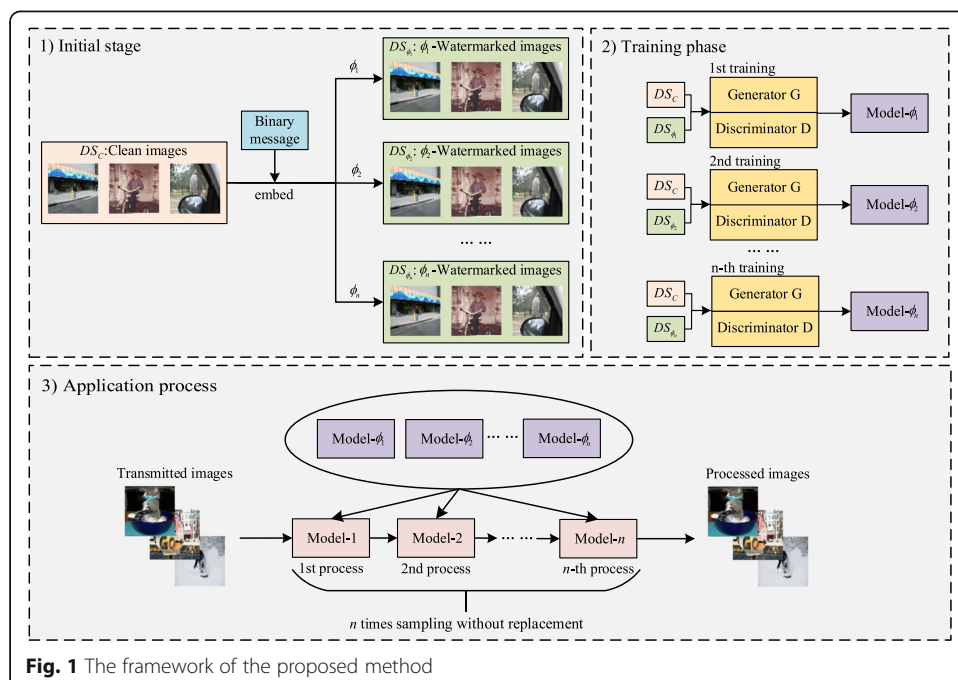 1) Initial stage
DS_C:Clean images
Binary
message
embed
ϕ₁
DS_ϕ₁: ϕ₁-Watermarked images
ϕ₂
DS_ϕ₂: ϕ₂-Watermarked images
... ...
ϕₙ
DS_ϕₙ: ϕₙ-Watermarked images
2) Training phase
1st training
DS_C
DS_ϕ₁
Generator G
Discriminator D
Model-ϕ₁
2nd training
DS_C
DS_ϕ₂
Generator G
Discriminator D
Model-ϕ₂
... ...
n-th training
DS_C
DS_ϕₙ
Generator G
Discriminator D
Model-ϕₙ
3) Application process
Model-ϕ₁ Model-ϕ₂ ... ... Model-ϕₙ
Transmitted images
Processed images
Model-1 Model-2 ... ... Model-n
1st process 2nd process n-th process
n times sampling without replacement
Fig. 1 The framework of the proposed method